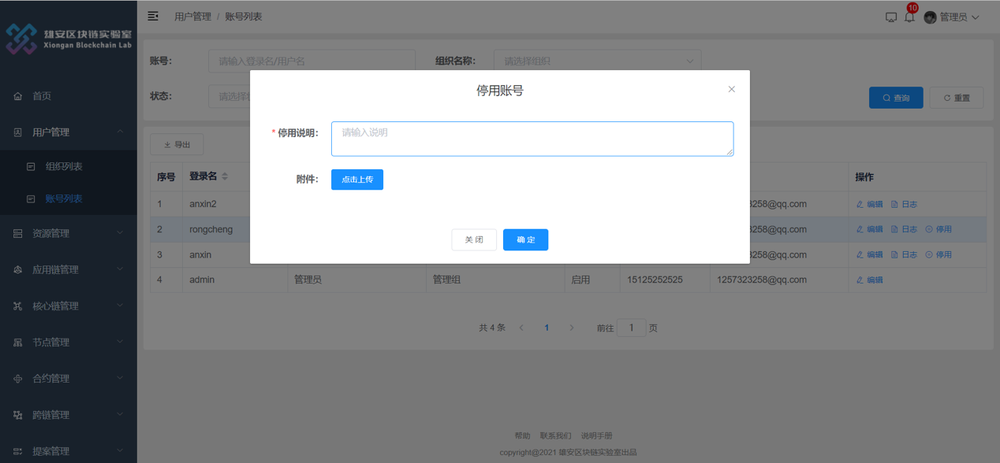 雄安区块链实验室
Xiongan Blockchain Lab
用户管理 / 账号列表
10
管理员
首页
用户管理
组织列表
账号列表
资源管理
应用链管理
核心链管理
节点管理
合约管理
跨链管理
提案管理
账号：
请输入登录名/用户名
组织名称：
请选择组织
状态：
请选择
查询
重置
导出
停用账号
* 停用说明：
请输入说明
附件：
点击上传
关 闭
确 定
序号 登录名 操作
1 anxin2 3258@qq.com 编辑 日志
2 rongcheng 3258@qq.com 编辑 日志 停用
3 anxin 3258@qq.com 编辑 日志 停用
4 admin 管理员 管理组 启用 15125252525 1257323258@qq.com 编辑
共 4 条 1 前往 1 页
帮助 联系我们 说明手册
copyright@2021 雄安区块链实验室出品